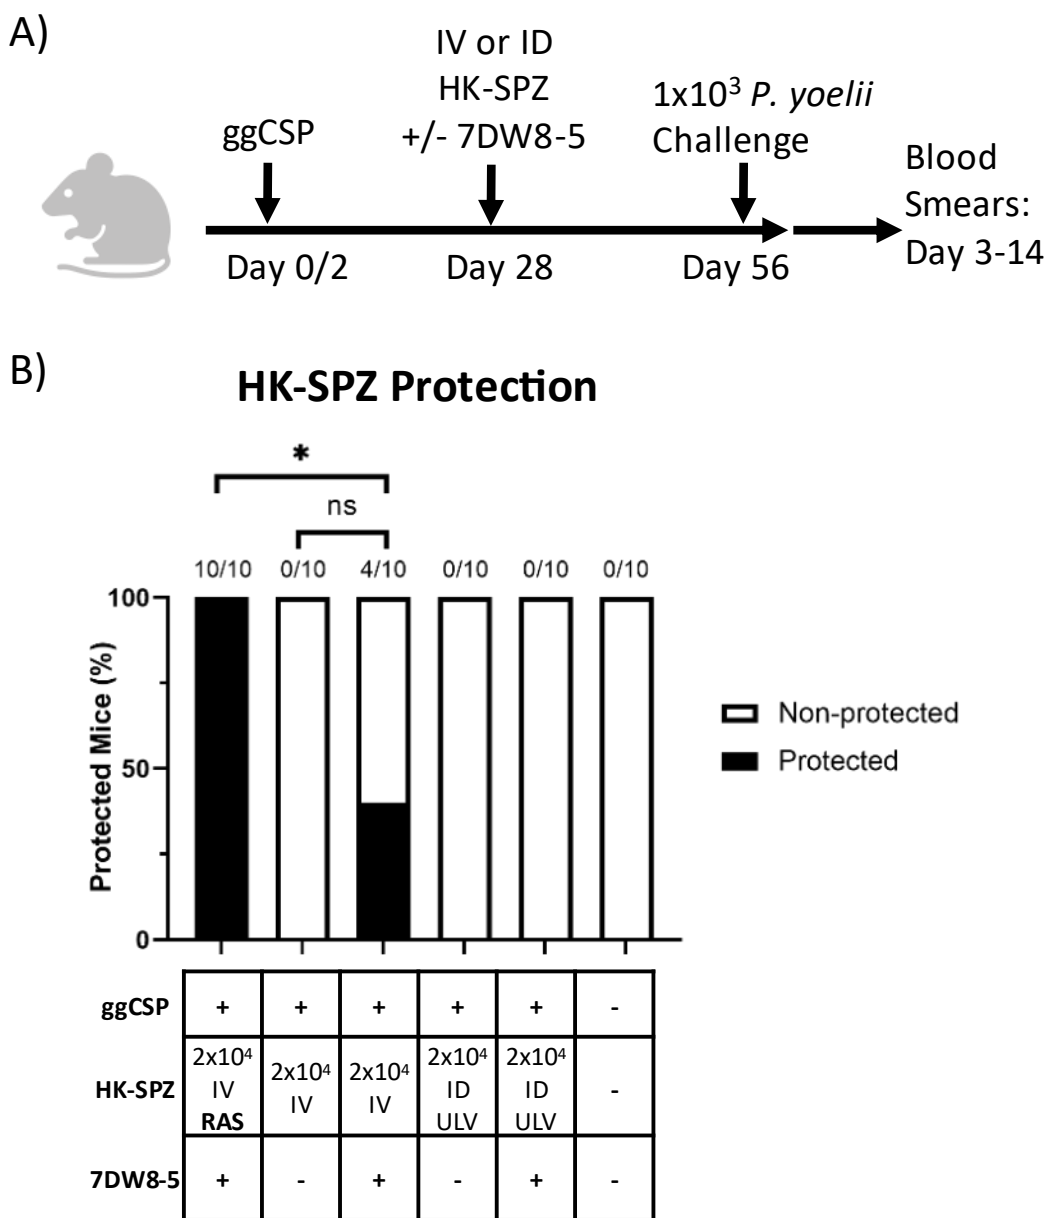 A)
ggCSP
IV or ID
HK-SPZ
+/- 7DW8-5
1x10³ P. yoelii
Challenge
Blood
Smears:
Day 3-14
Day 0/2
Day 28
Day 56
B)
HK-SPZ Protection
*
ns
10/10 0/10 4/10 0/10 0/10 0/10
Protected Mice (%)
100
50
0
Non-protected
Protected
ggCSP + + + + + -
HK-SPZ
2x10⁴
IV
RAS
2x10⁴
IV
2x10⁴
IV
2x10⁴
ID
ULV
2x10⁴
ID
ULV
-
7DW8-5 + - + - + -